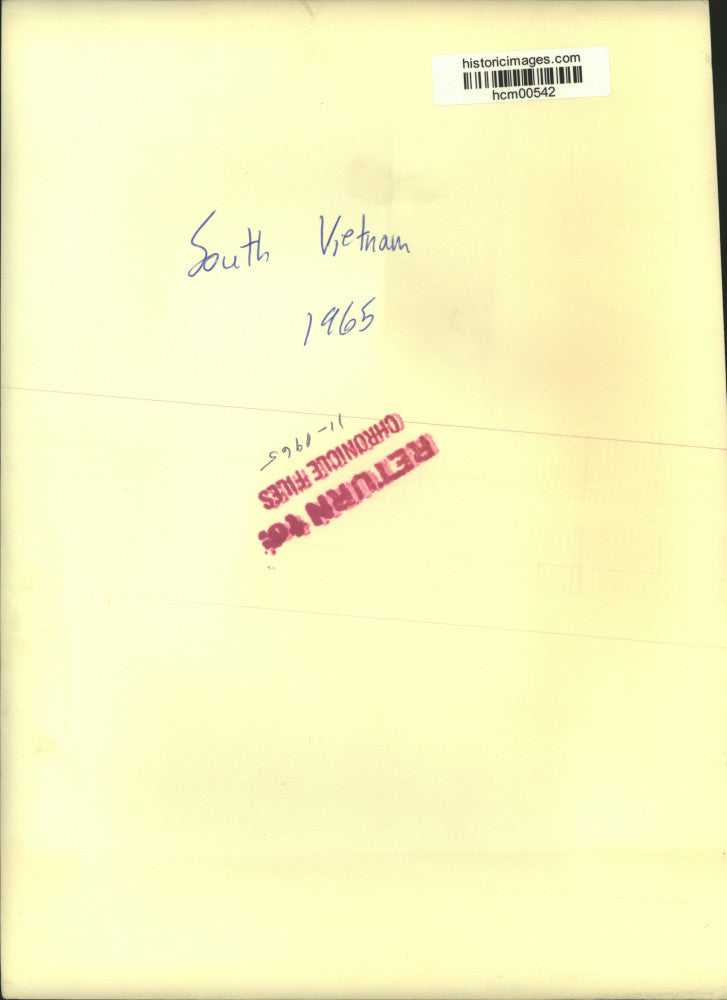 historicimages.com
hcm00542
South Vietnam
1965
RETURN to:
CHRONICLE FILES
11-1965